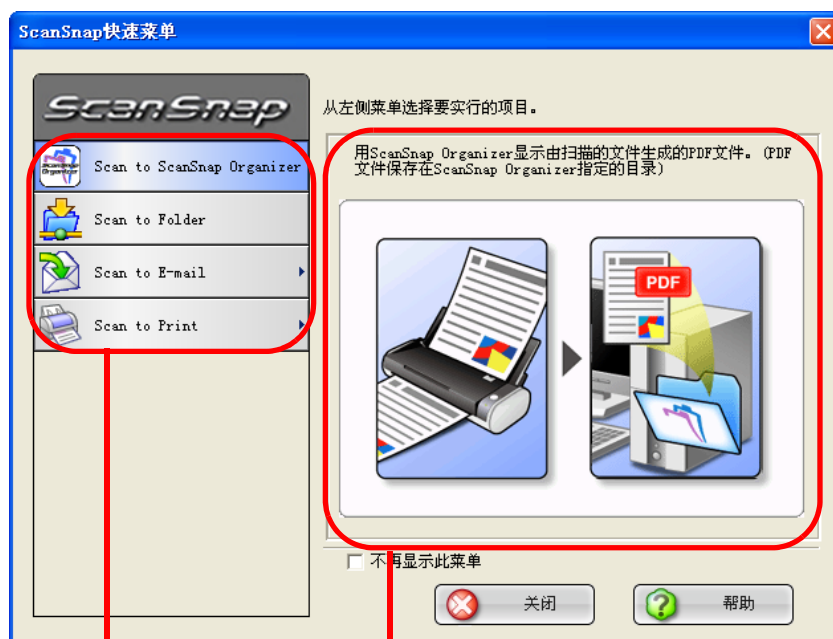 ScanSnap快速菜单
ScanSnap
从左侧菜单选择要实行的项目。
Scan to ScanSnap Organizer
Scan to Folder
Scan to E-mail
Scan to Print
用ScanSnap Organizer显示由扫描的文件生成的PDF文件。(PDF
文件保存在ScanSnap Organizer指定的目录)
PDF
不再显示此菜单
关闭
帮助